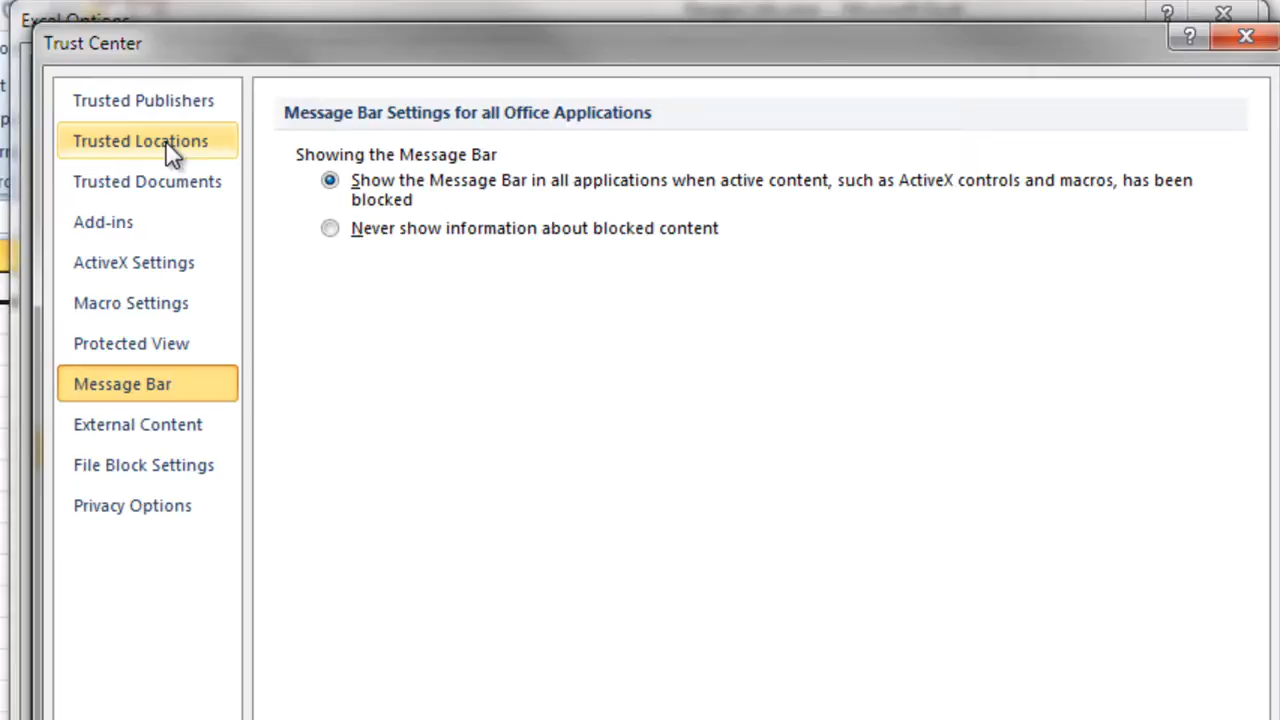 Excel Options
Trust Center
Trusted Publishers
Trusted Locations
Trusted Documents
Add-ins
ActiveX Settings
Macro Settings
Protected View
Message Bar
External Content
File Block Settings
Privacy Options
Message Bar Settings for all Office Applications
Showing the Message Bar
Show the Message Bar in all applications when active content, such as ActiveX controls and macros, has been
blocked
Never show information about blocked content